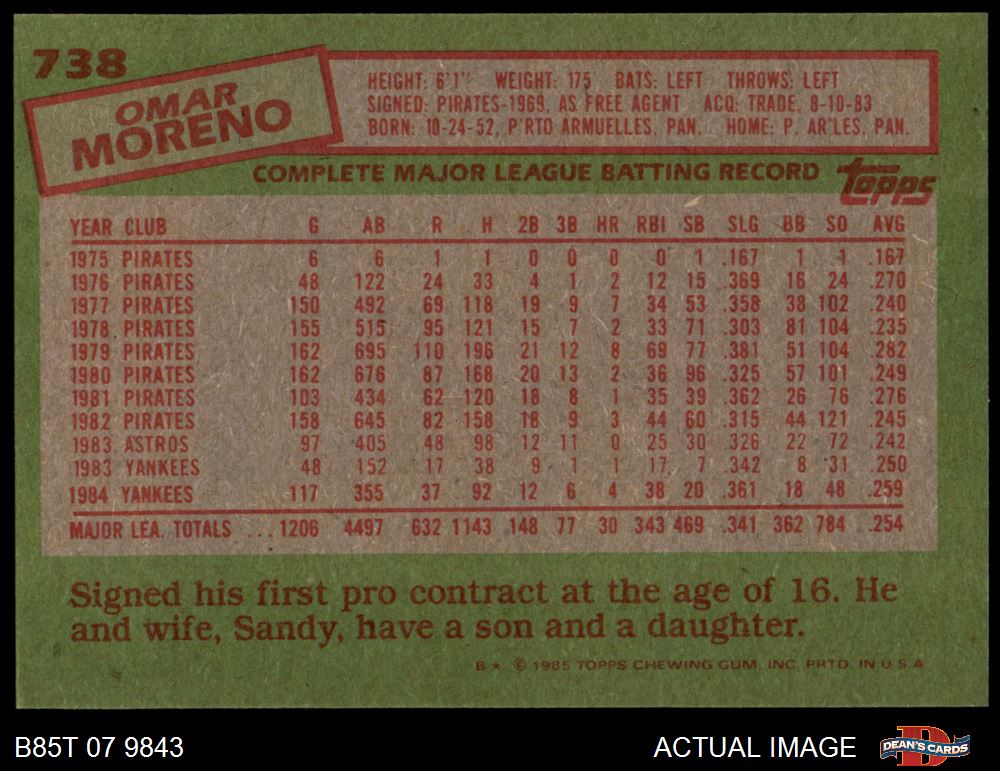 738
OMAR
MORENO
HEIGHT: 6'1" WEIGHT: 175 BATS: LEFT THROWS: LEFT
SIGNED: PIRATES-1969, AS FREE AGENT ACQ: TRADE, 8-10-83
BORN: 10-24-52, P'RTO ARMUELLES, PAN. HOME: P. AR'LES, PAN.
COMPLETE MAJOR LEAGUE BATTING RECORD topps
YEAR CLUB G AB R H 2B 3B HR RBI SB SLG BB SO AVG
1975 PIRATES 6 6 1 1 0 0 0 0 1 .167 1 1 .167
1976 PIRATES 48 122 24 33 4 1 2 12 15 .369 16 24 .270
1977 PIRATES 150 492 69 118 19 9 7 34 53 .358 38 102 .240
1978 PIRATES 155 515 95 121 15 7 2 33 71 .303 81 104 .235
1979 PIRATES 162 695 110 196 21 12 8 69 77 .381 51 104 .282
1980 PIRATES 162 676 87 168 20 13 2 36 96 .325 57 101 .249
1981 PIRATES 103 434 62 120 18 8 1 35 39 .362 26 76 .276
1982 PIRATES 158 645 82 158 18 9 3 44 60 .315 44 121 .245
1983 ASTROS 97 405 48 98 12 11 0 25 30 .326 22 72 .242
1983 YANKEES 48 152 17 38 9 1 1 17 7 .342 8 31 .250
1984 YANKEES 117 355 37 92 12 6 4 38 20 .361 18 48 .259
MAJOR LEA. TOTALS ... 1206 4497 632 1143 148 77 30 343 469 .341 362 784 .254
Signed his first pro contract at the age of 16. He
and wife, Sandy, have a son and a daughter.
B★ © 1985 TOPPS CHEWING GUM, INC. PRTD. IN U.S.A
B85T 07 9843 ACTUAL IMAGE DEAN'S CARDS